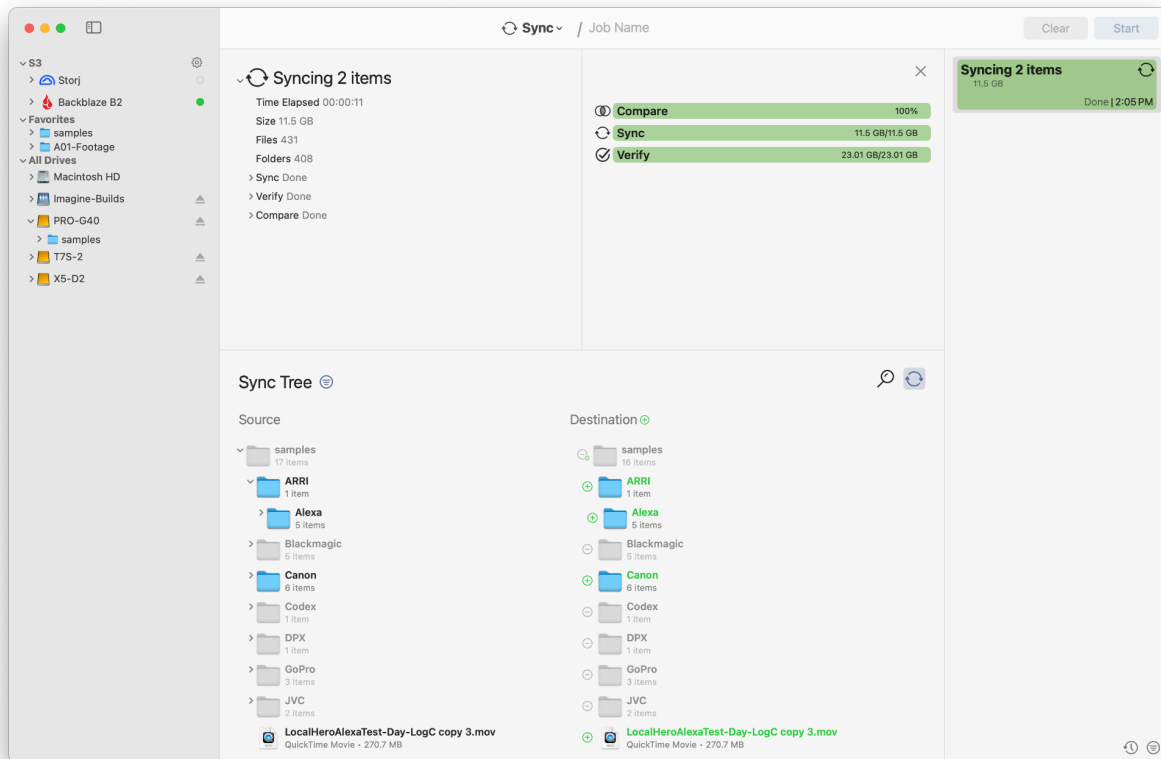 Sync
/ Job Name
Clear
Start
S3
Storj
Backblaze B2
Favorites
samples
A01-Footage
All Drives
Macintosh HD
Imagine-Builds
PRO-G40
samples
T7S-2
X5-D2
Syncing 2 items
Time Elapsed 00:00:11
Size 11.5 GB
Files 431
Folders 408
Sync Done
Verify Done
Compare Done
Compare 100%
Sync 11.5 GB/11.5 GB
Verify 23.01 GB/23.01 GB
Syncing 2 items
11.5 GB
Done | 2:05 PM
Sync Tree
Source
samples
17 items
ARRI
1 item
Alexa
5 items
Blackmagic
5 items
Canon
6 items
Codex
1 item
DPX
1 item
GoPro
3 items
JVC
2 items
LocalHeroAlexaTest-Day-LogC copy 3.mov
QuickTime Movie • 270.7 MB
Destination
samples
16 items
ARRI
1 item
Alexa
5 items
Blackmagic
5 items
Canon
6 items
Codex
1 item
DPX
1 item
GoPro
3 items
JVC
2 items
LocalHeroAlexaTest-Day-LogC copy 3.mov
QuickTime Movie • 270.7 MB